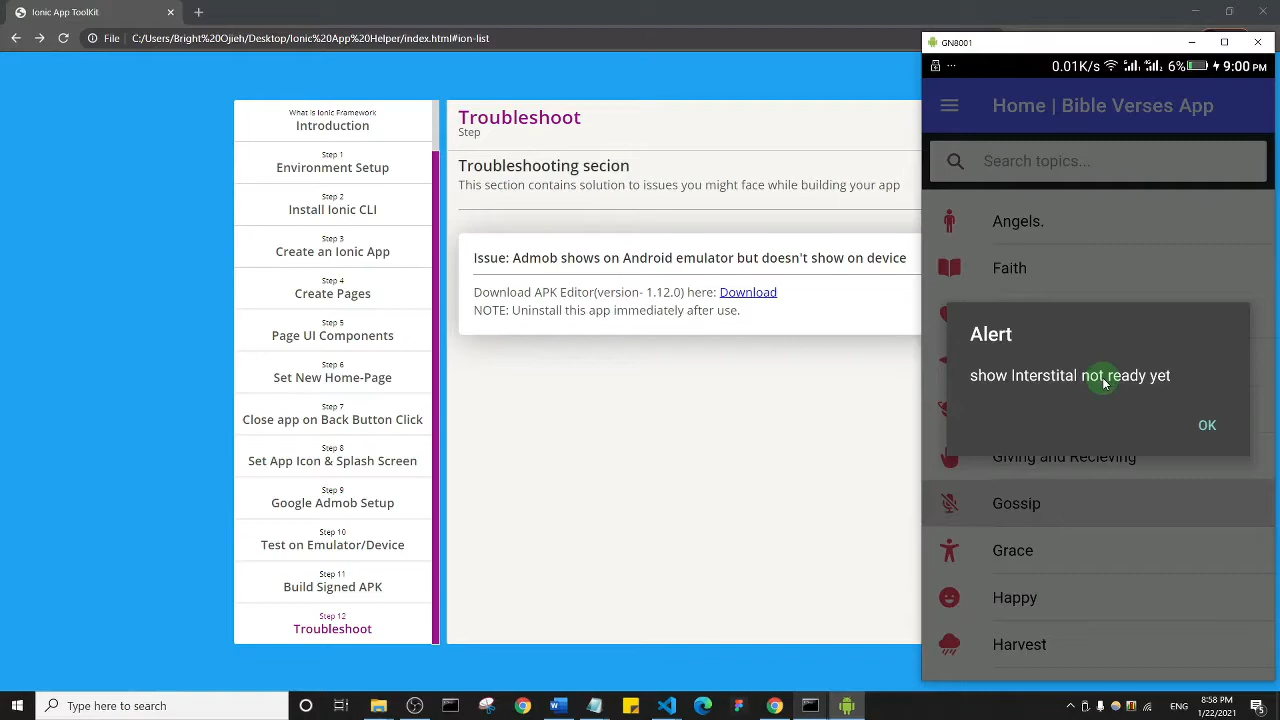 Ionic App ToolKit
File
C:/Users/Bright%20Ojieh/Desktop/Ionic%20App%20Helper/index.html#ion-list
What is Ionic Framework
Introduction
Step 1
Environment Setup
Step 2
Install Ionic CLI
Step 3
Create an Ionic App
Step 4
Create Pages
Step 5
Page UI Components
Step 6
Set New Home-Page
Step 7
Close app on Back Button Click
Step 8
Set App Icon & Splash Screen
Step 9
Google Admob Setup
Step 10
Test on Emulator/Device
Step 11
Build Signed APK
Step 12
Troubleshoot
Troubleshoot
Step
Troubleshooting secion
This section contains solution to issues you might face while building your app
Issue: Admob shows on Android emulator but doesn't show on device
Download APK Editor(version- 1.12.0) here: Download
NOTE: Uninstall this app immediately after use.
GN8001
0.01K/s 6% 9:00 PM
Home | Bible Verses App
Search topics...
Angels.
Faith
Alert
show Interstital not ready yet
OK
Giving and Recieving
Gossip
Grace
Happy
Harvest
Type here to search
8:58 PM
1/22/2021